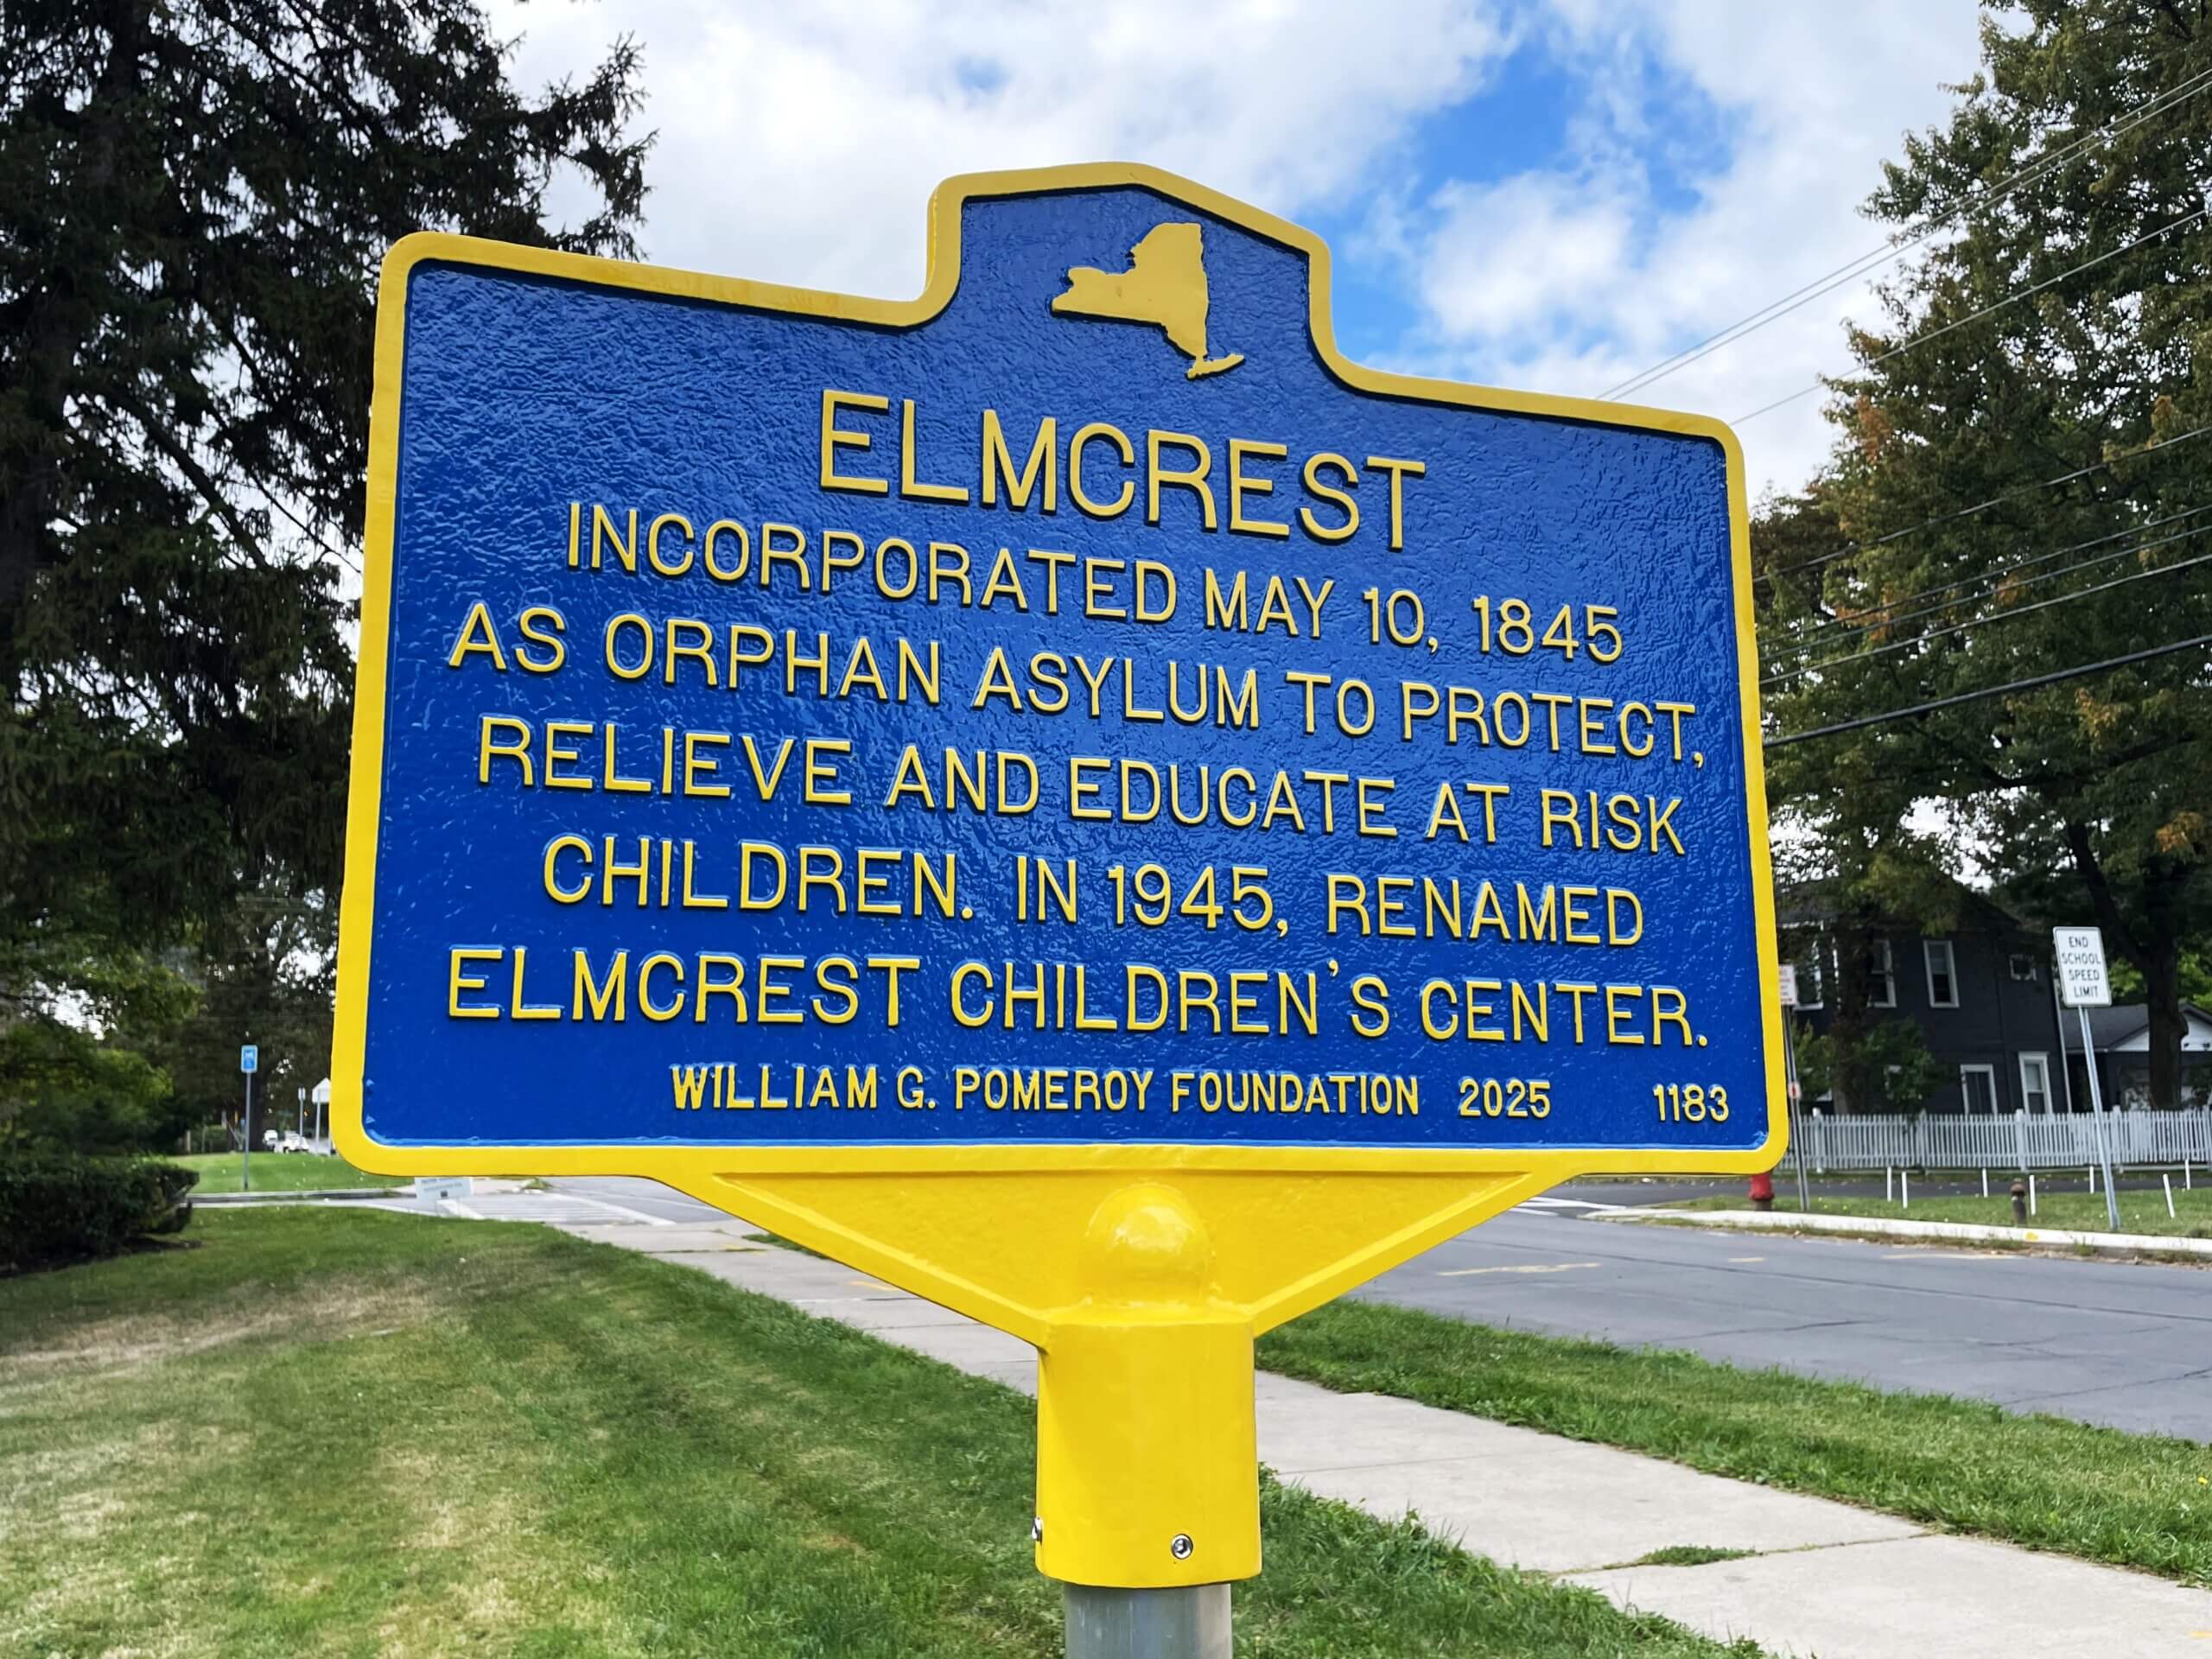 ELMCREST
INCORPORATED MAY 10, 1845
AS ORPHAN ASYLUM TO PROTECT,
RELIEVE AND EDUCATE AT RISK
CHILDREN. IN 1945, RENAMED
ELMCREST CHILDREN'S CENTER.
WILLIAM G. POMEROY FOUNDATION 2025 1183
END
SCHOOL
SPEED
LIMIT